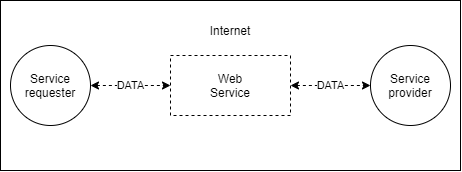 Internet
Service
requester
DATA
Web
Service
DATA
Service
provider